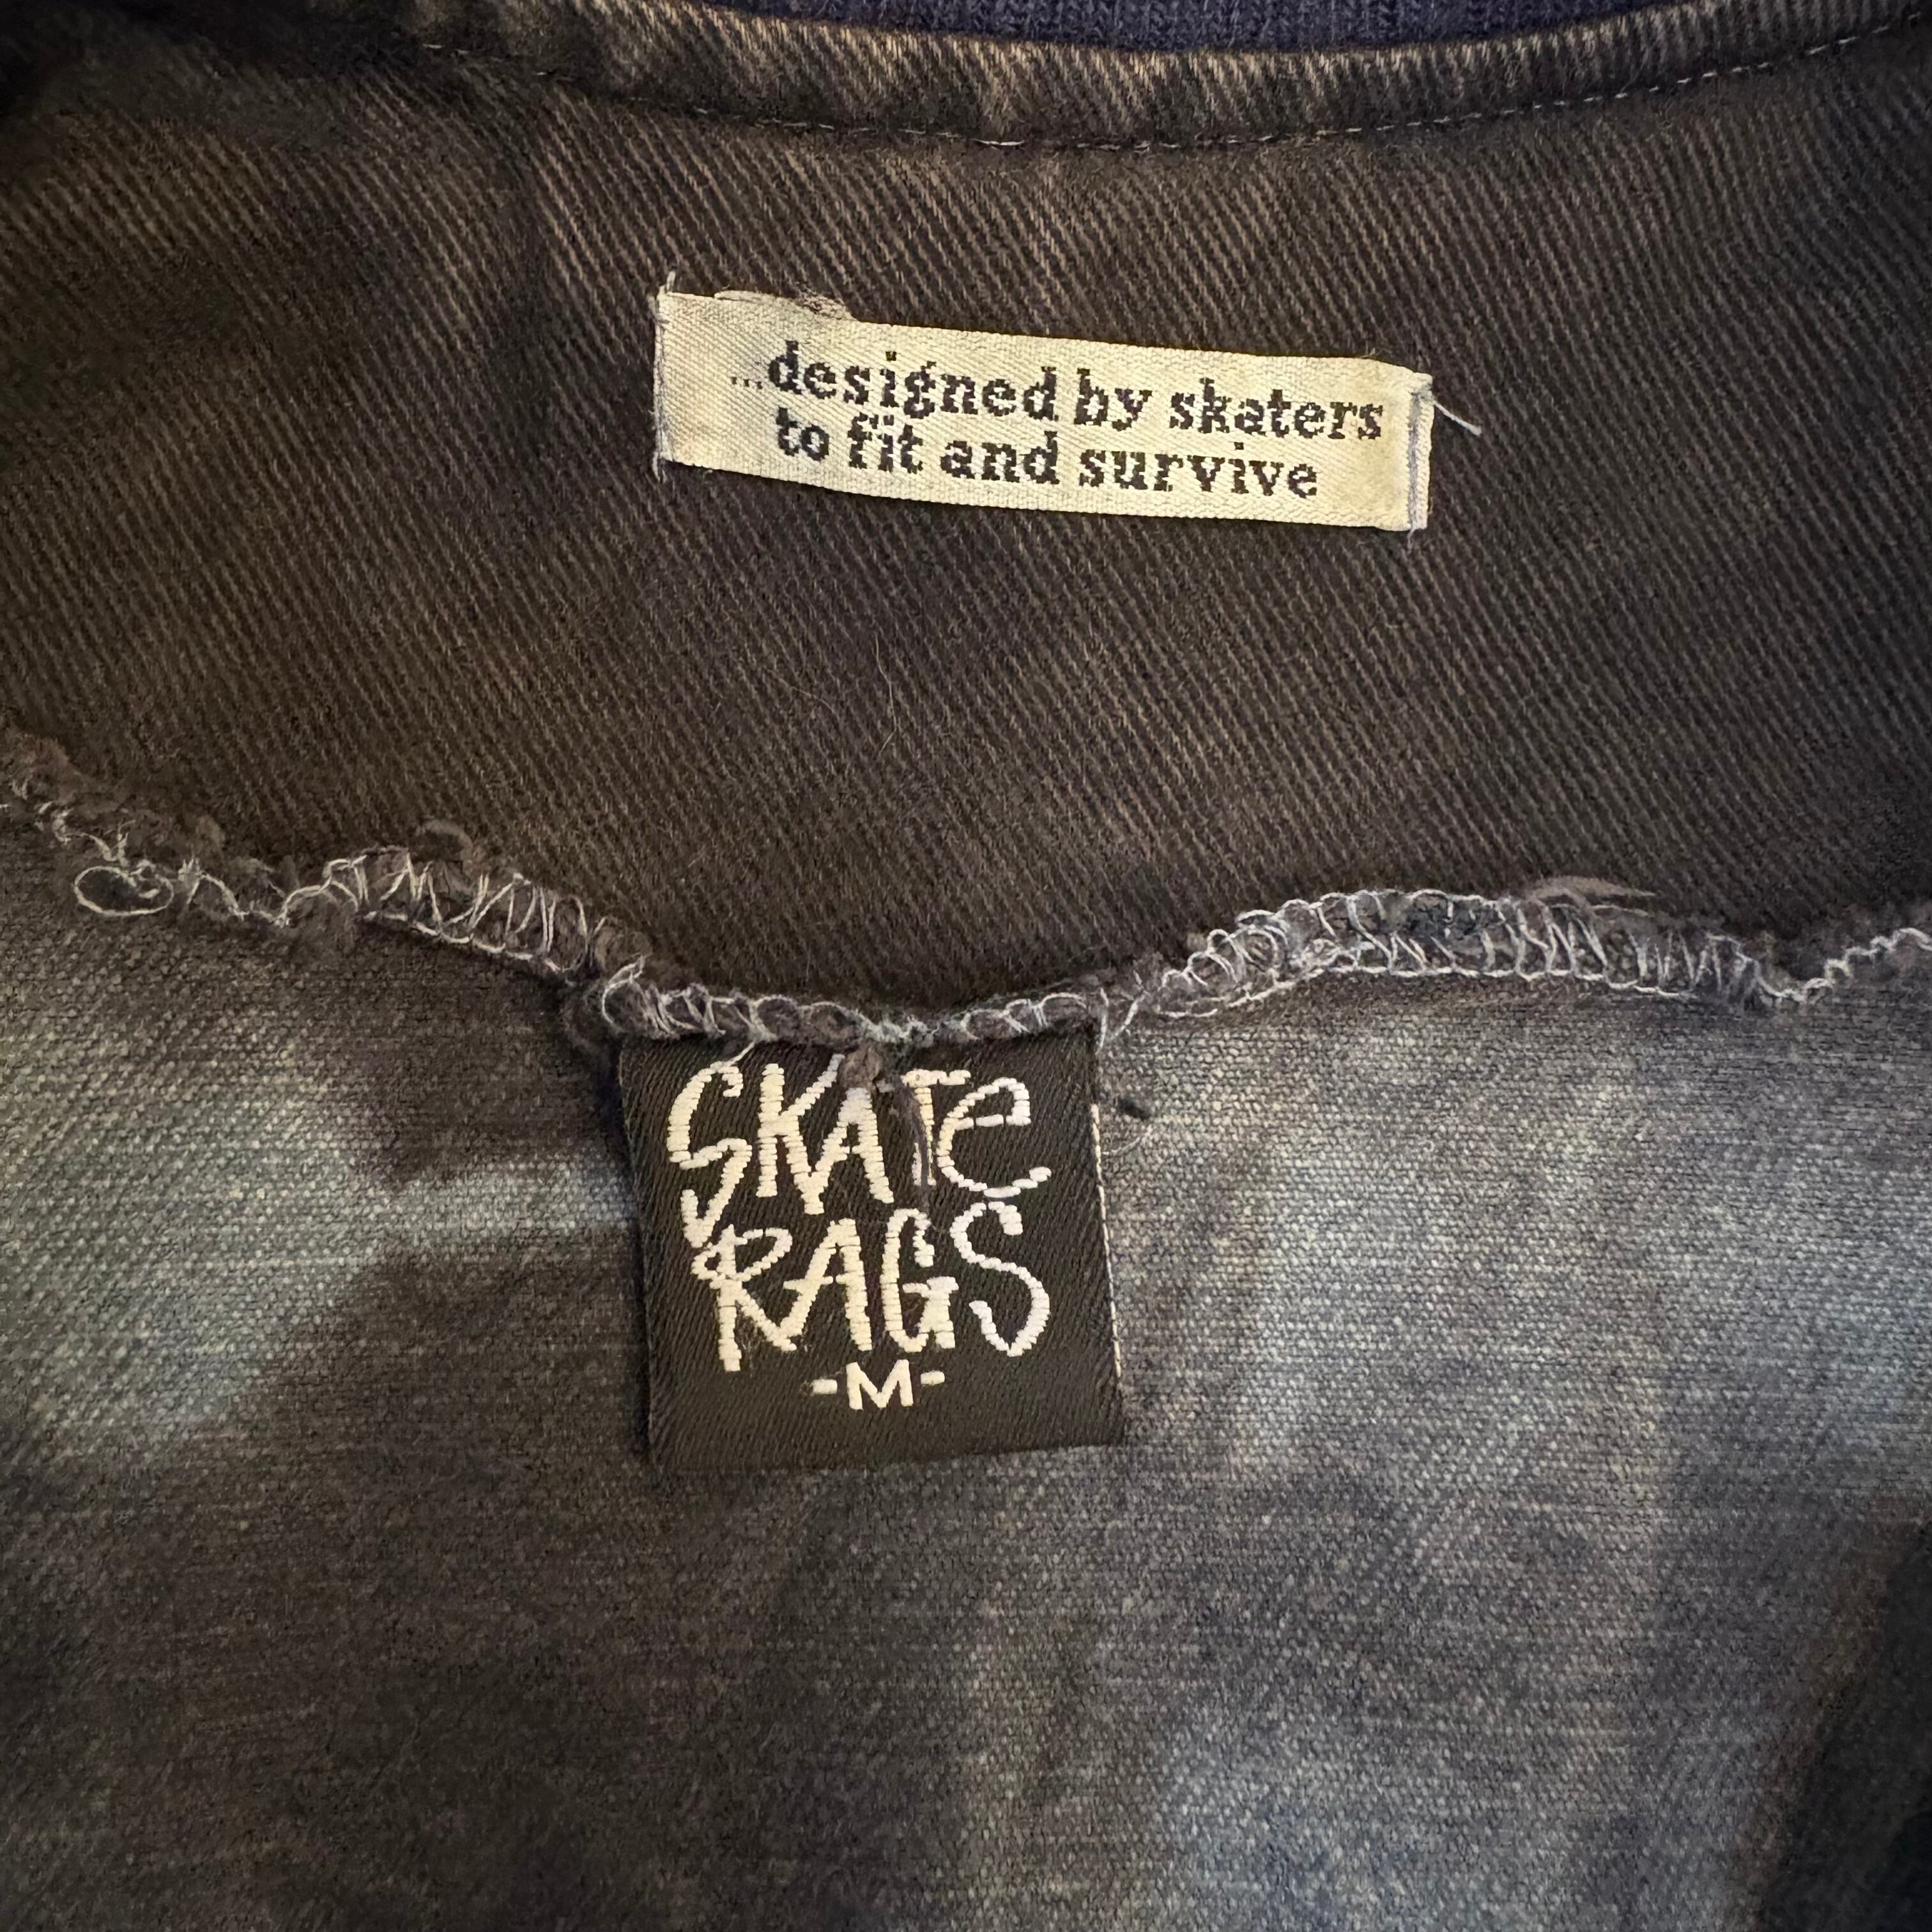 ...designed by skaters
to fit and survive
SKATE
RAGS
-M-